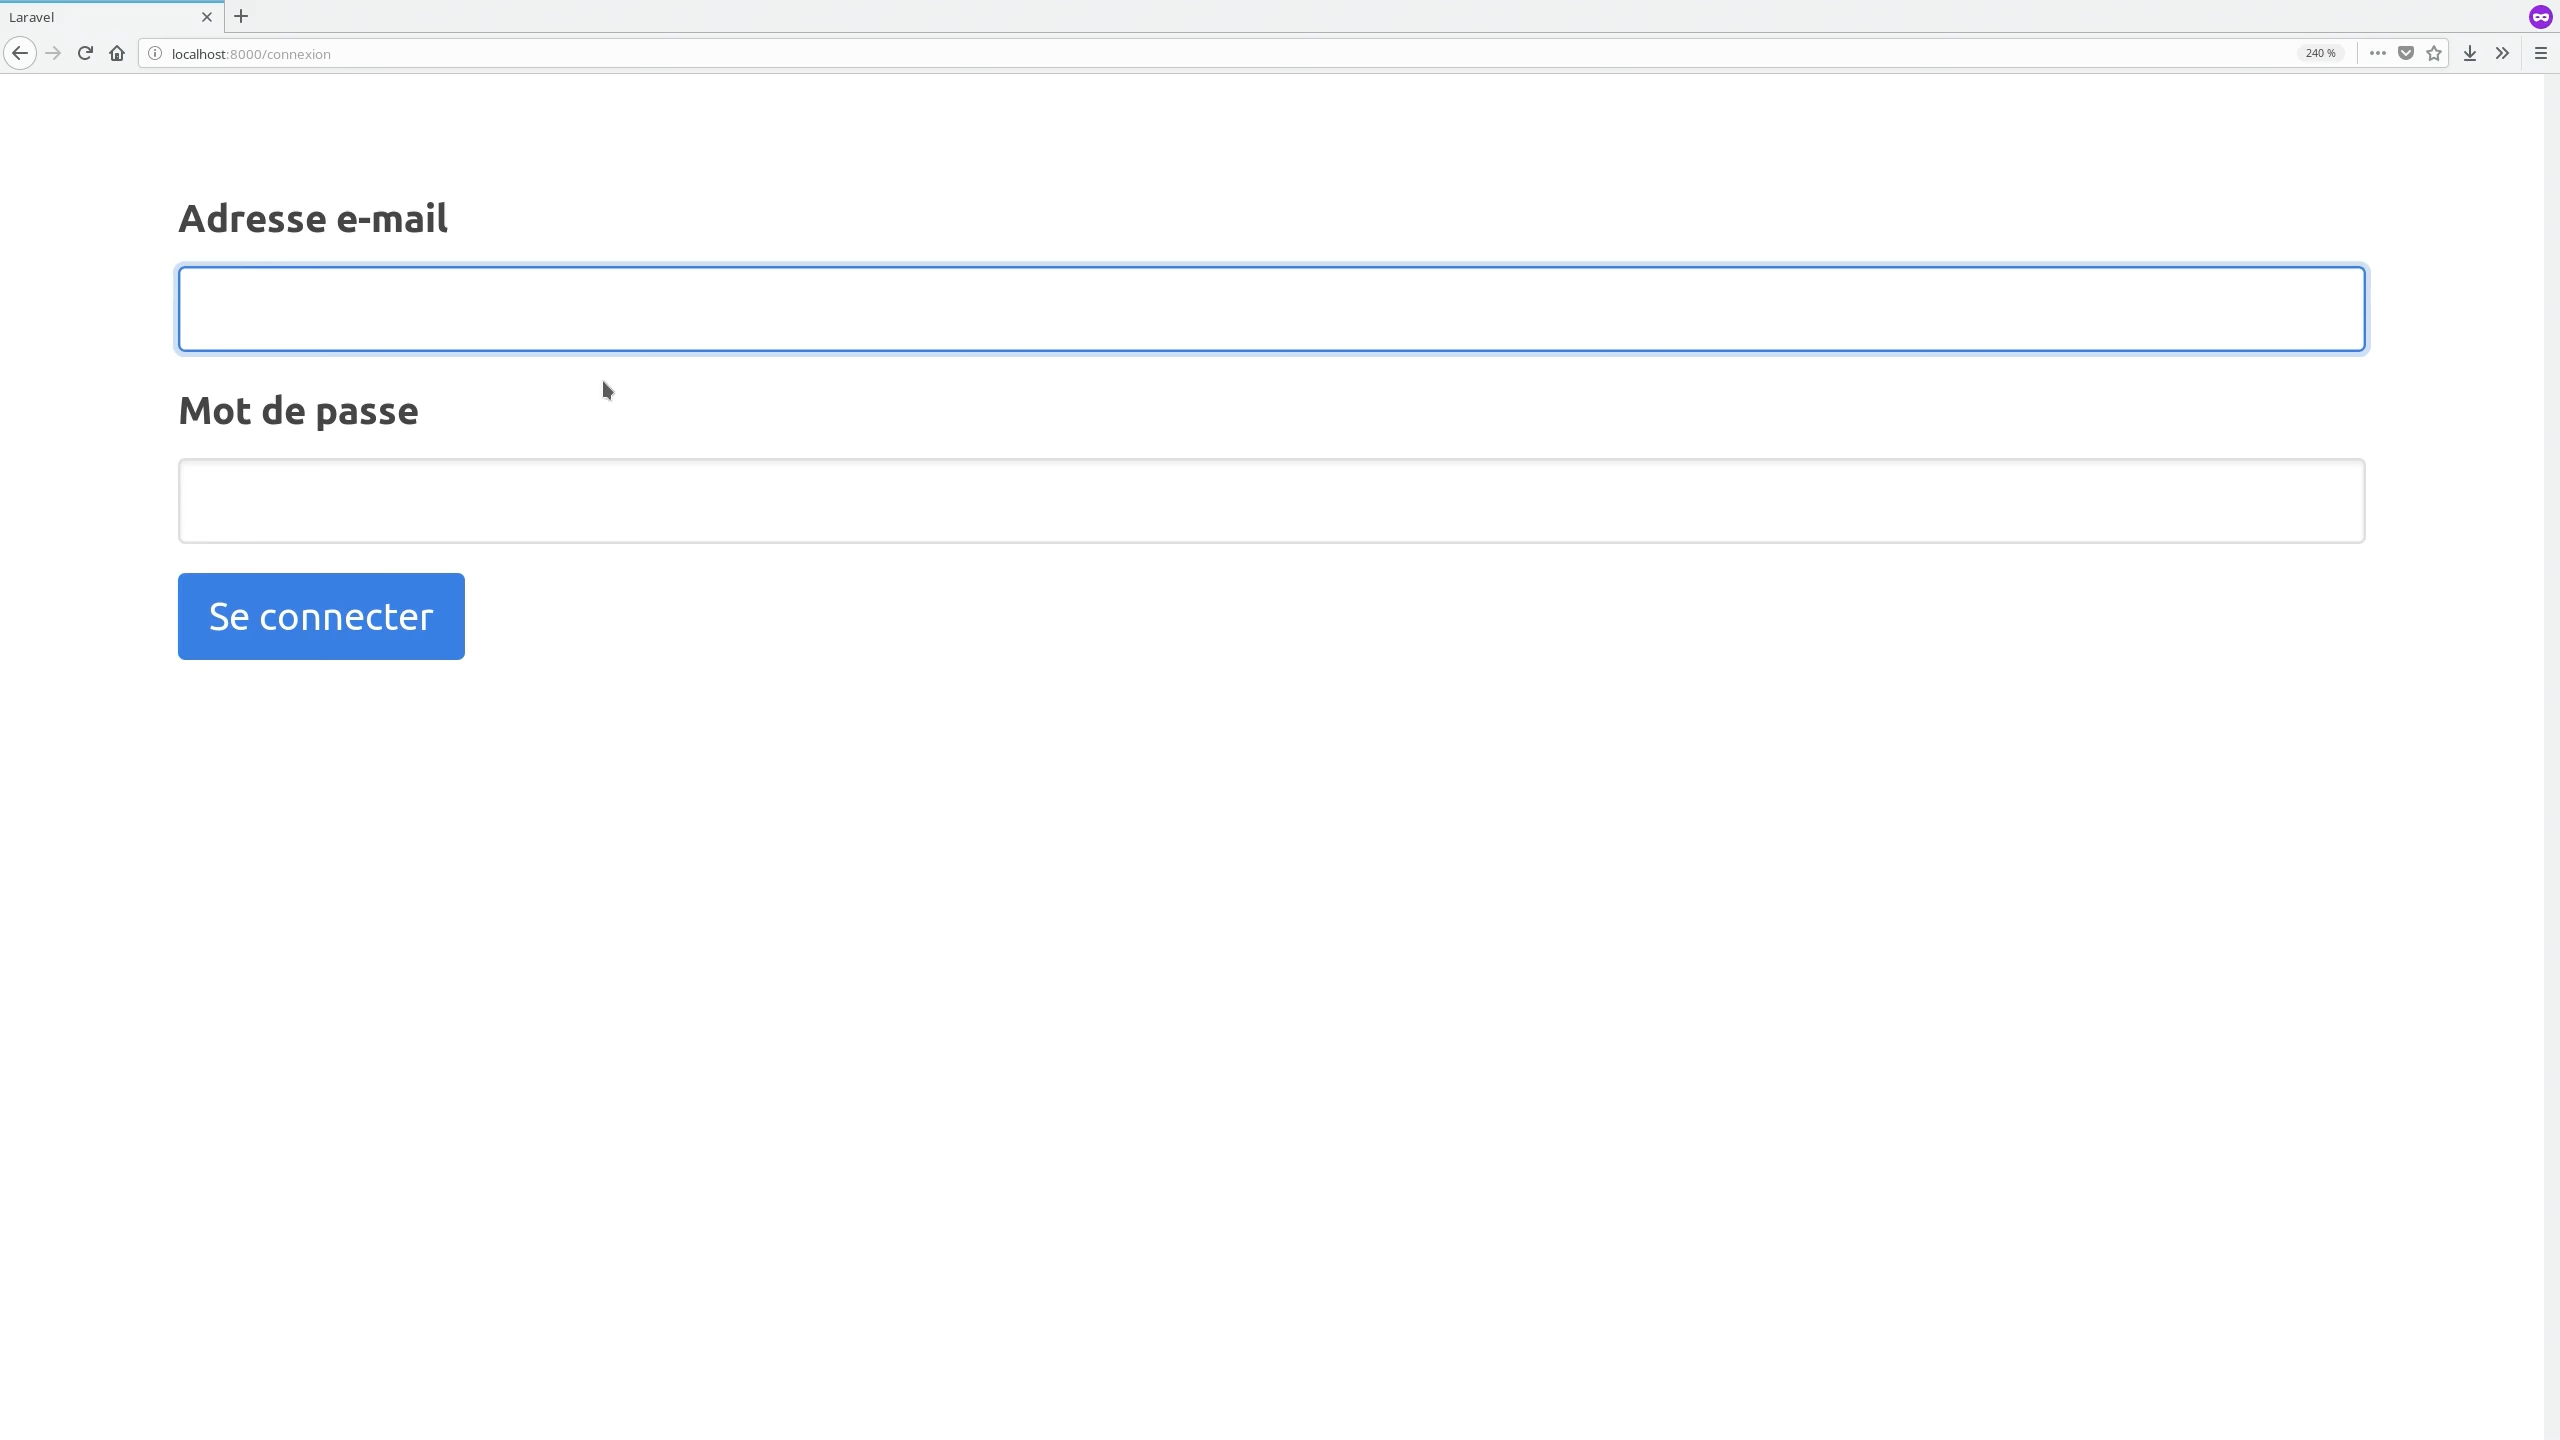 Laravel
localhost:8000/connexion
240 %
Adresse e-mail
Mot de passe
Se connecter